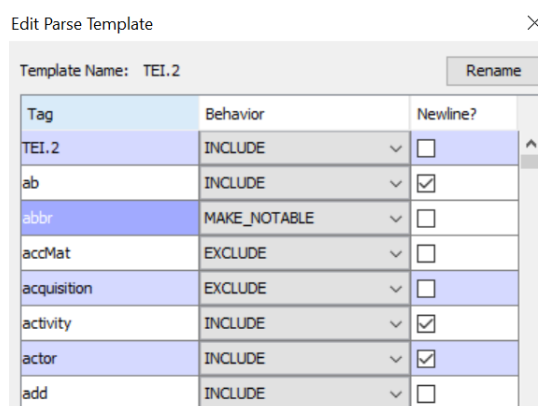 Edit Parse Template
Template Name: TEI.2 Rename
Tag Behavior Newline?
TEI.2 INCLUDE
ab INCLUDE
abbr MAKE_NOTABLE
accMat EXCLUDE
acquisition EXCLUDE
activity INCLUDE
actor INCLUDE
add INCLUDE